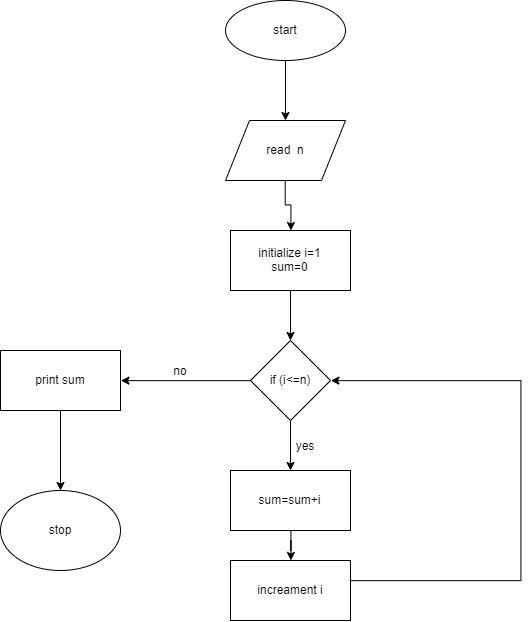 start
read n
initialize i=1
sum=0
if (i<=n)
no
print sum
yes
stop
sum=sum+i
increament i